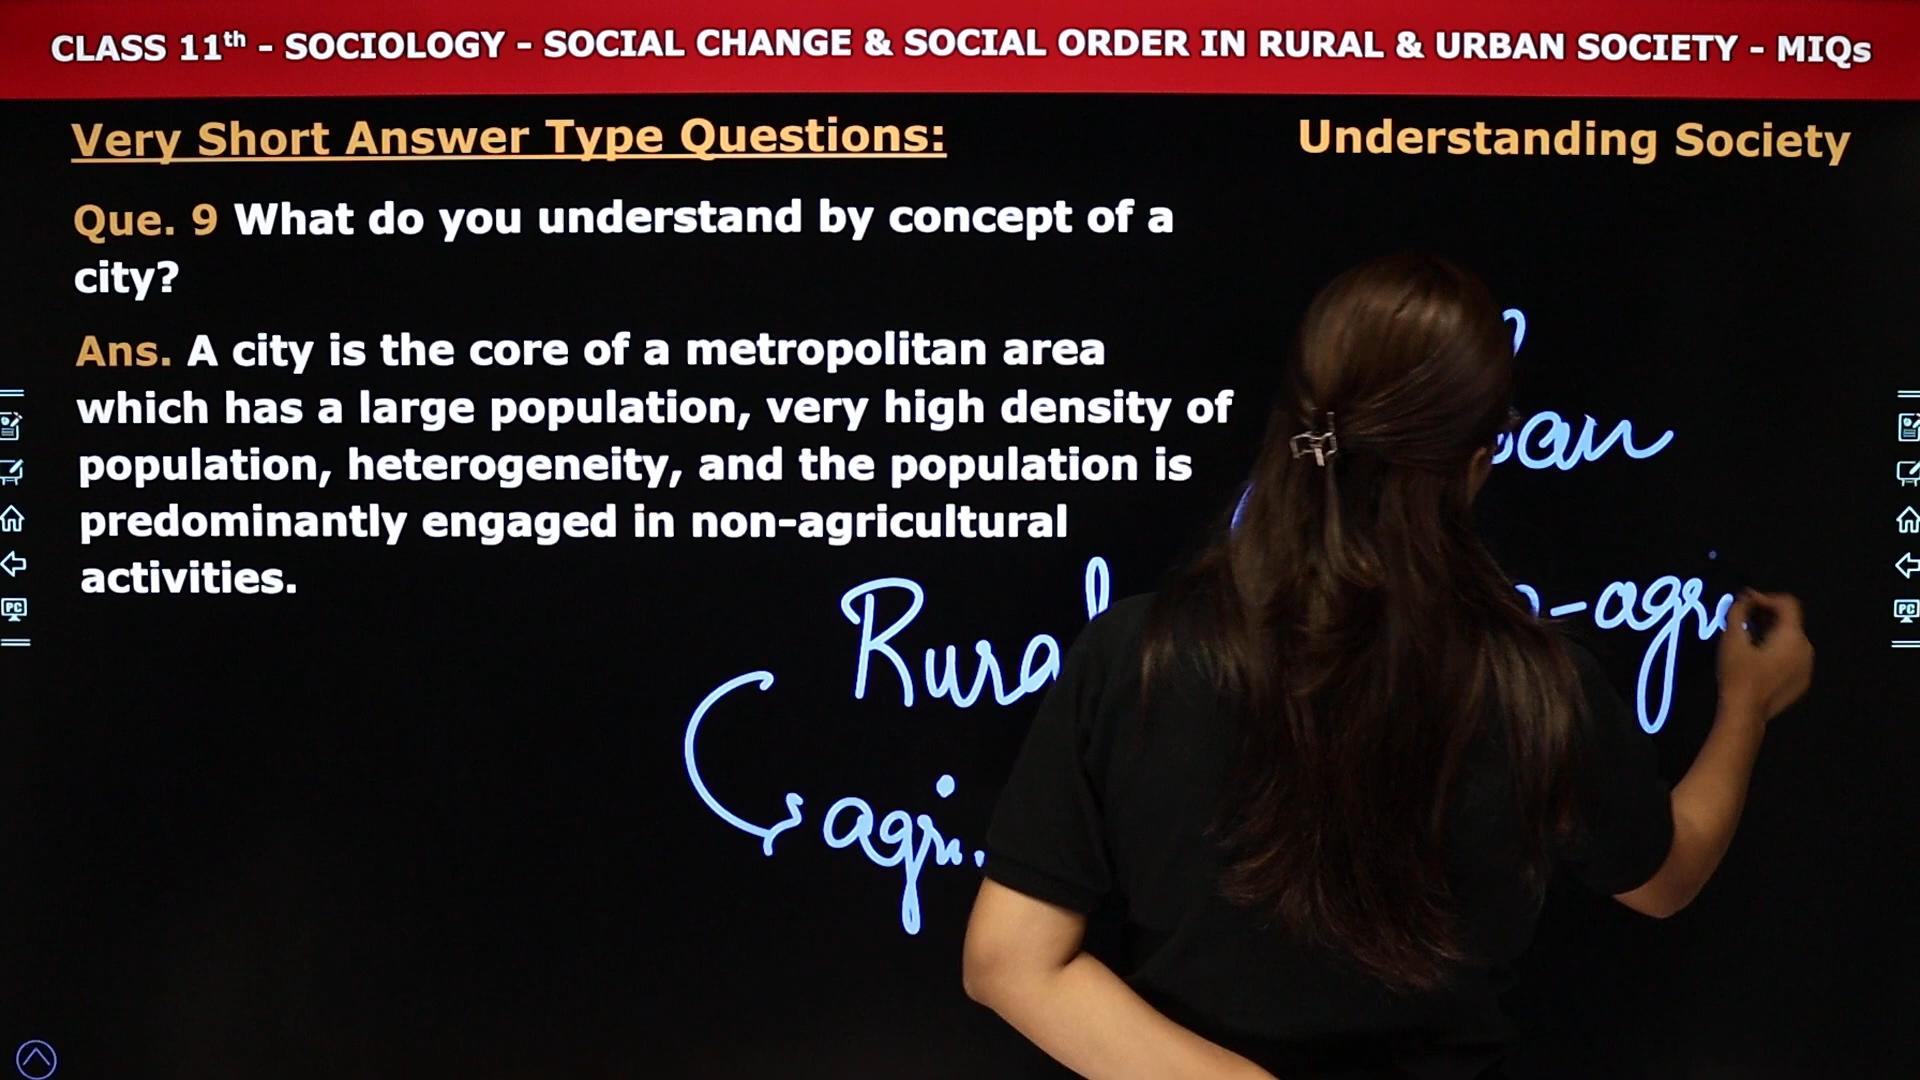 CLASS 11th - SOCIOLOGY - SOCIAL CHANGE & SOCIAL ORDER IN RURAL & URBAN SOCIETY - MIQs
Very Short Answer Type Questions:
Understanding Society
Que. 9 What do you understand by concept of a
city?
Ans. A city is the core of a metropolitan area
which has a large population, very high density of
population, heterogeneity, and the population is
predominantly engaged in non-agricultural
activities.
Rural
agri.
-agri
PC
PC